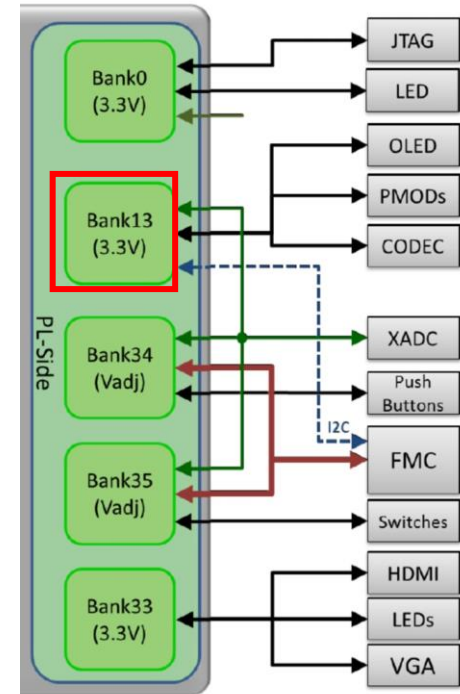 Bank0
(3.3V)
JTAG
LED
OLED
Bank13
(3.3V)
PMODs
CODEC
PL-Side
Bank34
(Vadj)
XADC
Push
Buttons
I2C
FMC
Bank35
(Vadj)
Switches
HDMI
Bank33
(3.3V)
LEDs
VGA